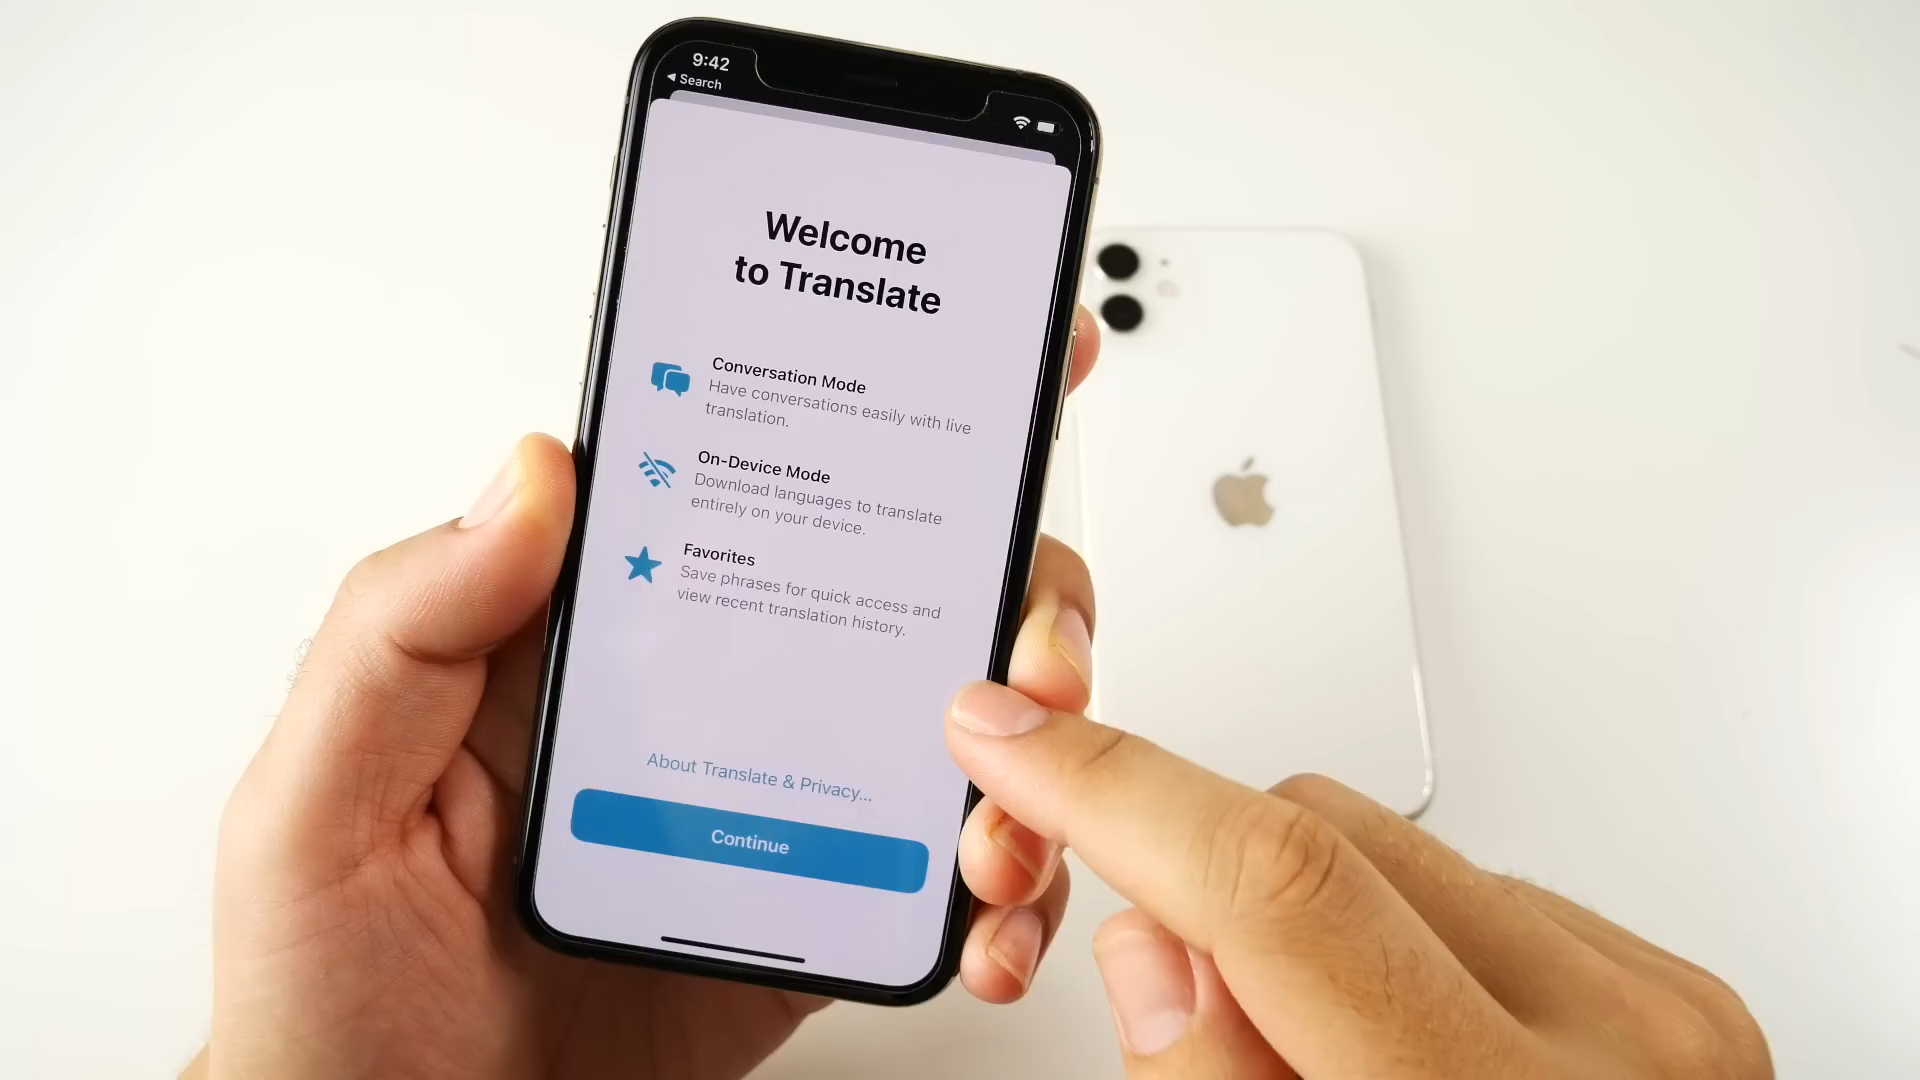 9:42
◀ Search
Welcome
to Translate
Conversation Mode
Have conversations easily with live
translation.
On-Device Mode
Download languages to translate
entirely on your device.
Favorites
Save phrases for quick access and
view recent translation history.
About Translate & Privacy...
Continue